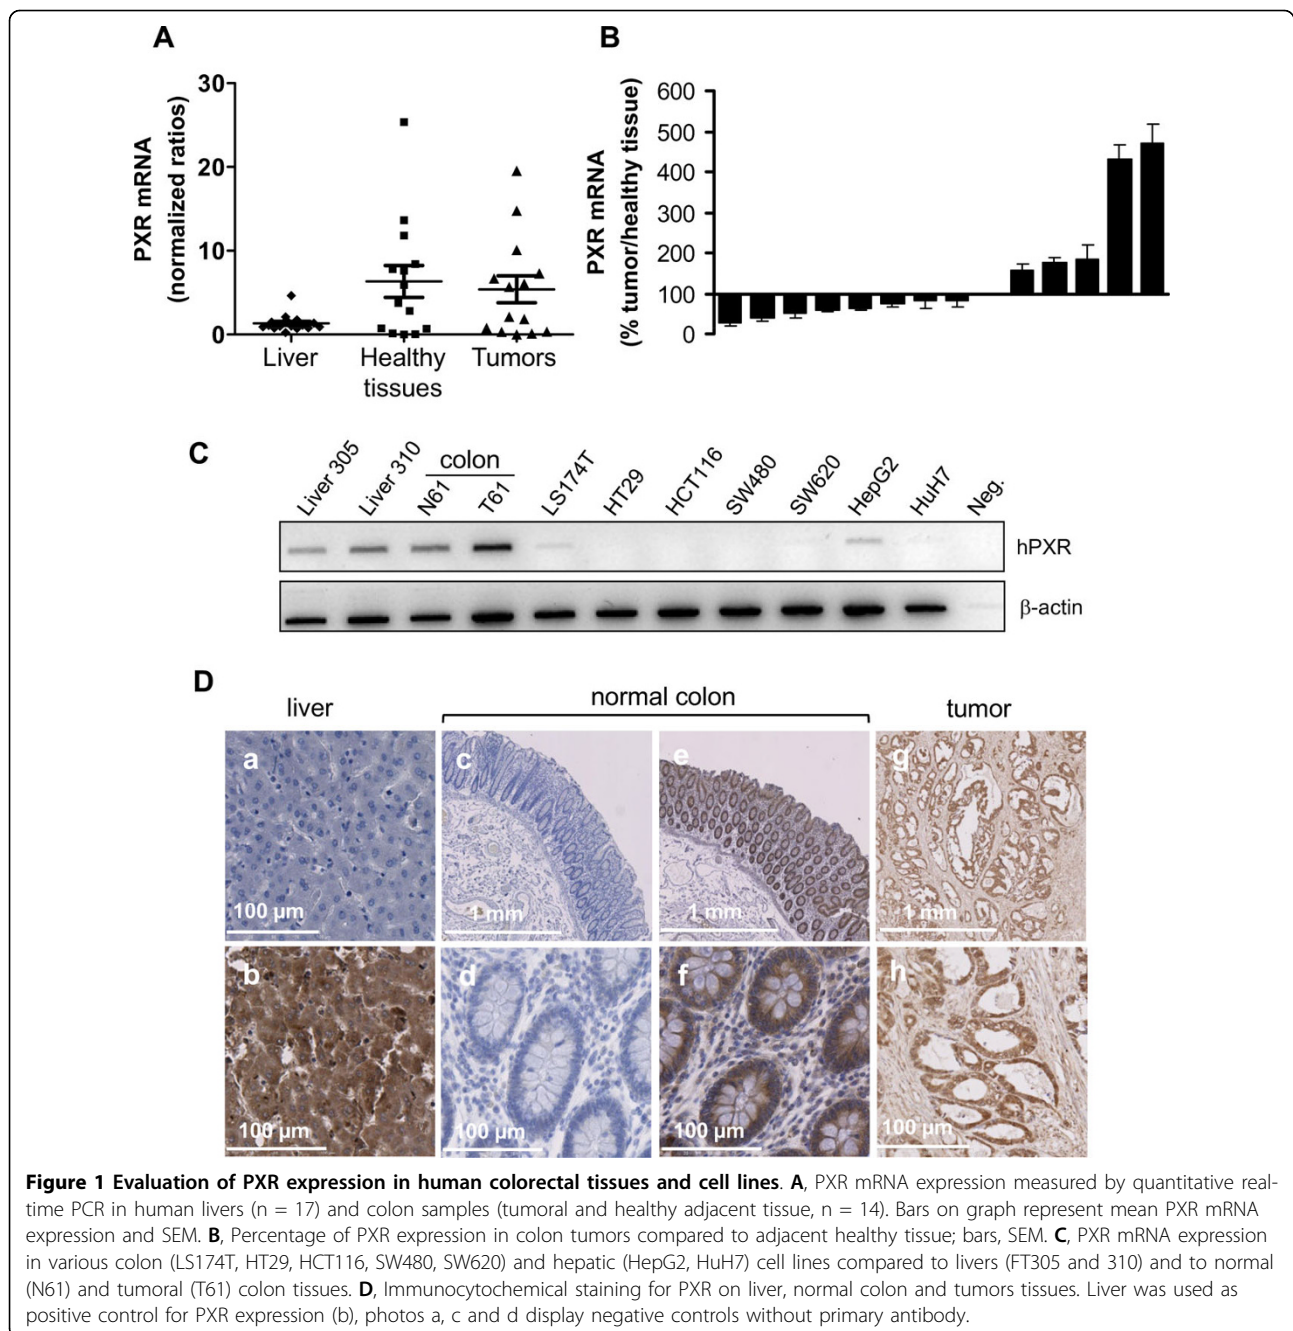 A
PXR mRNA
(normalized ratios)
30
20
10
0
Liver
Healthy
tissues
Tumors
B
PXR mRNA
(% tumor/healthy tissue)
600
500
400
300
200
100
0
C
Liver 305
Liver 310
colon
N61
T61
LS174T
HT29
HCT116
SW480
SW620
HepG2
HuH7
Neg.
hPXR
β-actin
D
liver
normal colon
tumor
a
100 µm
c
1 mm
e
1 mm
g
1 mm
b
100 µm
d
100 µm
f
100 µm
h
100 µm
Figure 1 Evaluation of PXR expression in human colorectal tissues and cell lines. A, PXR mRNA expression measured by quantitative real-
time PCR in human livers (n = 17) and colon samples (tumoral and healthy adjacent tissue, n = 14). Bars on graph represent mean PXR mRNA
expression and SEM. B, Percentage of PXR expression in colon tumors compared to adjacent healthy tissue; bars, SEM. C, PXR mRNA expression
in various colon (LS174T, HT29, HCT116, SW480, SW620) and hepatic (HepG2, HuH7) cell lines compared to livers (FT305 and 310) and to normal
(N61) and tumoral (T61) colon tissues. D, Immunocytochemical staining for PXR on liver, normal colon and tumors tissues. Liver was used as
positive control for PXR expression (b), photos a, c and d display negative controls without primary antibody.